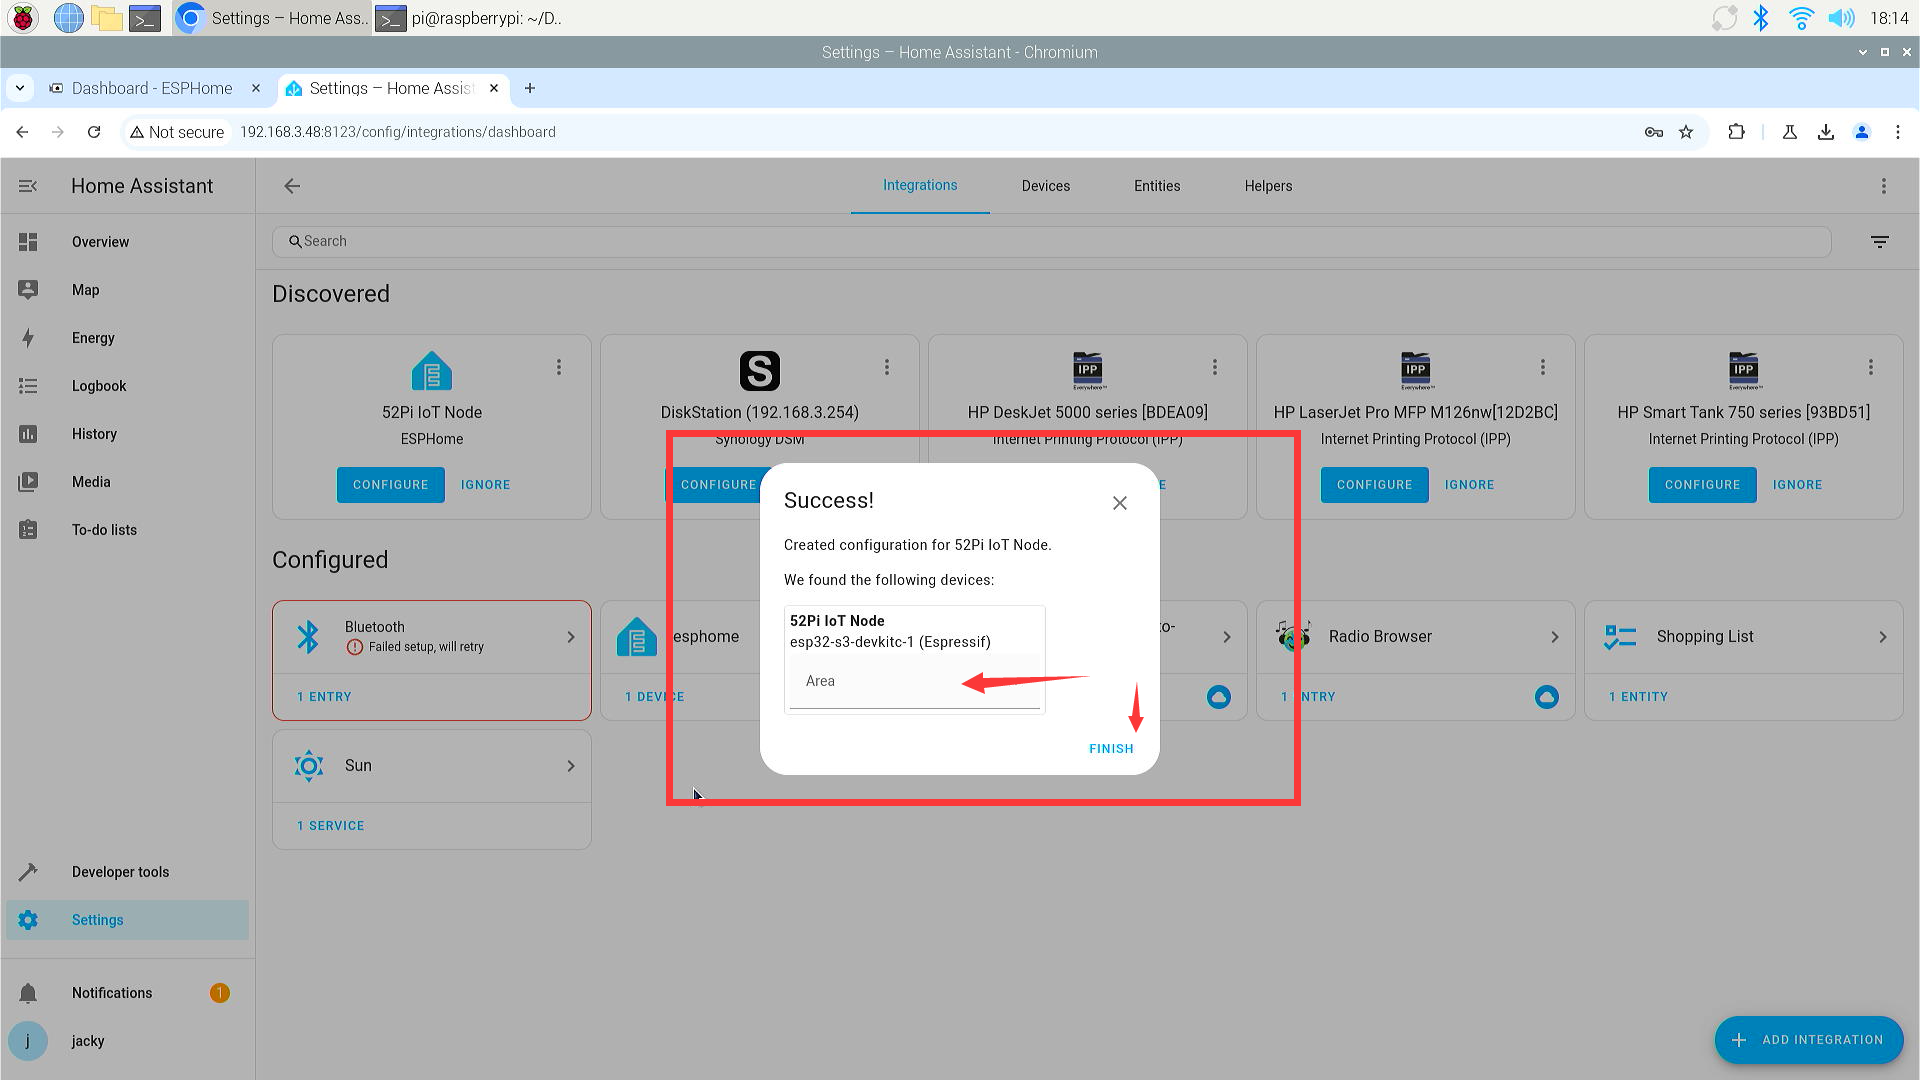 Settings – Home Ass..
pi@raspberrypi: ~/D..
18:14
Settings – Home Assistant - Chromium
Dashboard - ESPHome
Settings – Home Assist
Not secure
192.168.3.48:8123/config/integrations/dashboard
Home Assistant
Integrations
Devices
Entities
Helpers
Overview
Map
Energy
Logbook
History
Media
To-do lists
Developer tools
Settings
Notifications
1
j
jacky
Search
Discovered
52Pi IoT Node
ESPHome
CONFIGURE
IGNORE
S
DiskStation (192.168.3.254)
Synology DSM
CONFIGURE
IPP
Everywhere™
HP DeskJet 5000 series [BDEA09]
Internet Printing Protocol (IPP)
E
IPP
Everywhere™
HP LaserJet Pro MFP M126nw[12D2BC]
Internet Printing Protocol (IPP)
CONFIGURE
IGNORE
IPP
Everywhere™
HP Smart Tank 750 series [93BD51]
Internet Printing Protocol (IPP)
CONFIGURE
IGNORE
Configured
Bluetooth
Failed setup, will retry
1 ENTRY
esphome
1 DEVICE
to-
Radio Browser
1 ENTRY
Shopping List
1 ENTITY
Sun
1 SERVICE
Success!
Created configuration for 52Pi IoT Node.
We found the following devices:
52Pi IoT Node
esp32-s3-devkitc-1 (Espressif)
Area
FINISH
ADD INTEGRATION